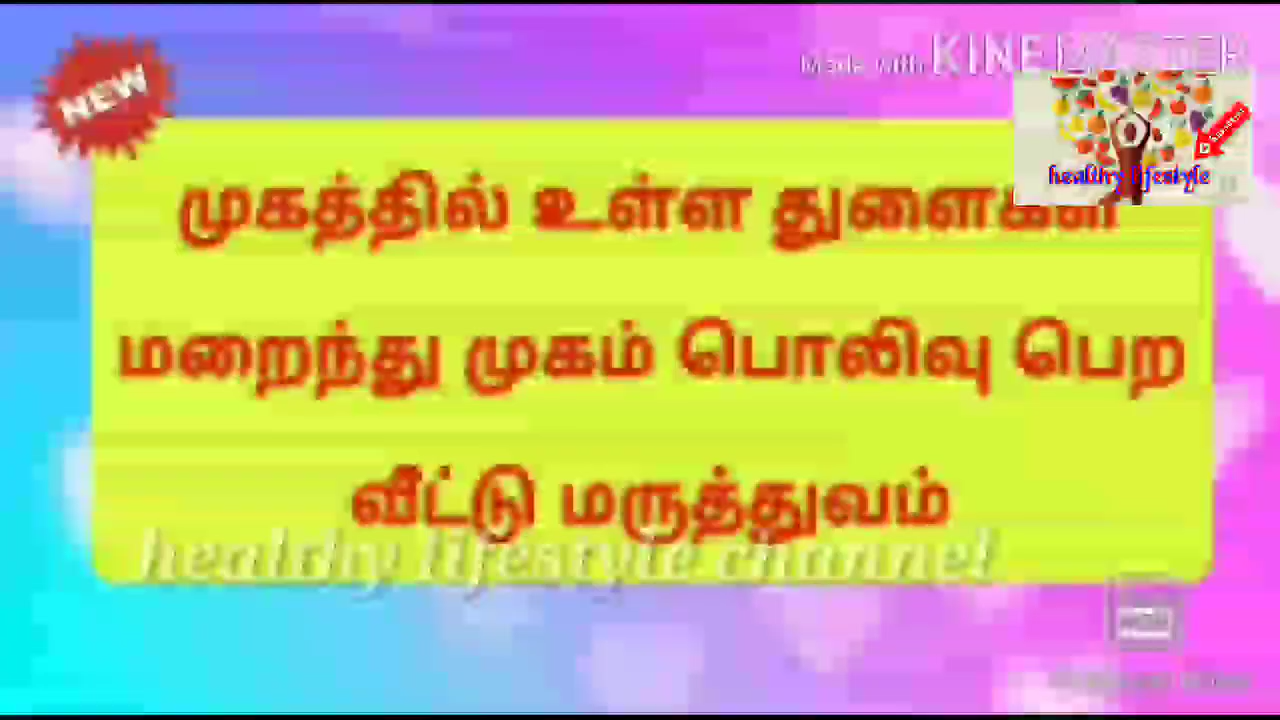 NEW
Made with KINEMASTER
healthy lifestyle
முகத்தில் உள்ள துளைகள்
மறைந்து முகம் பொலிவு பெற
வீட்டு மருத்துவம்
healthy lifestyle channel